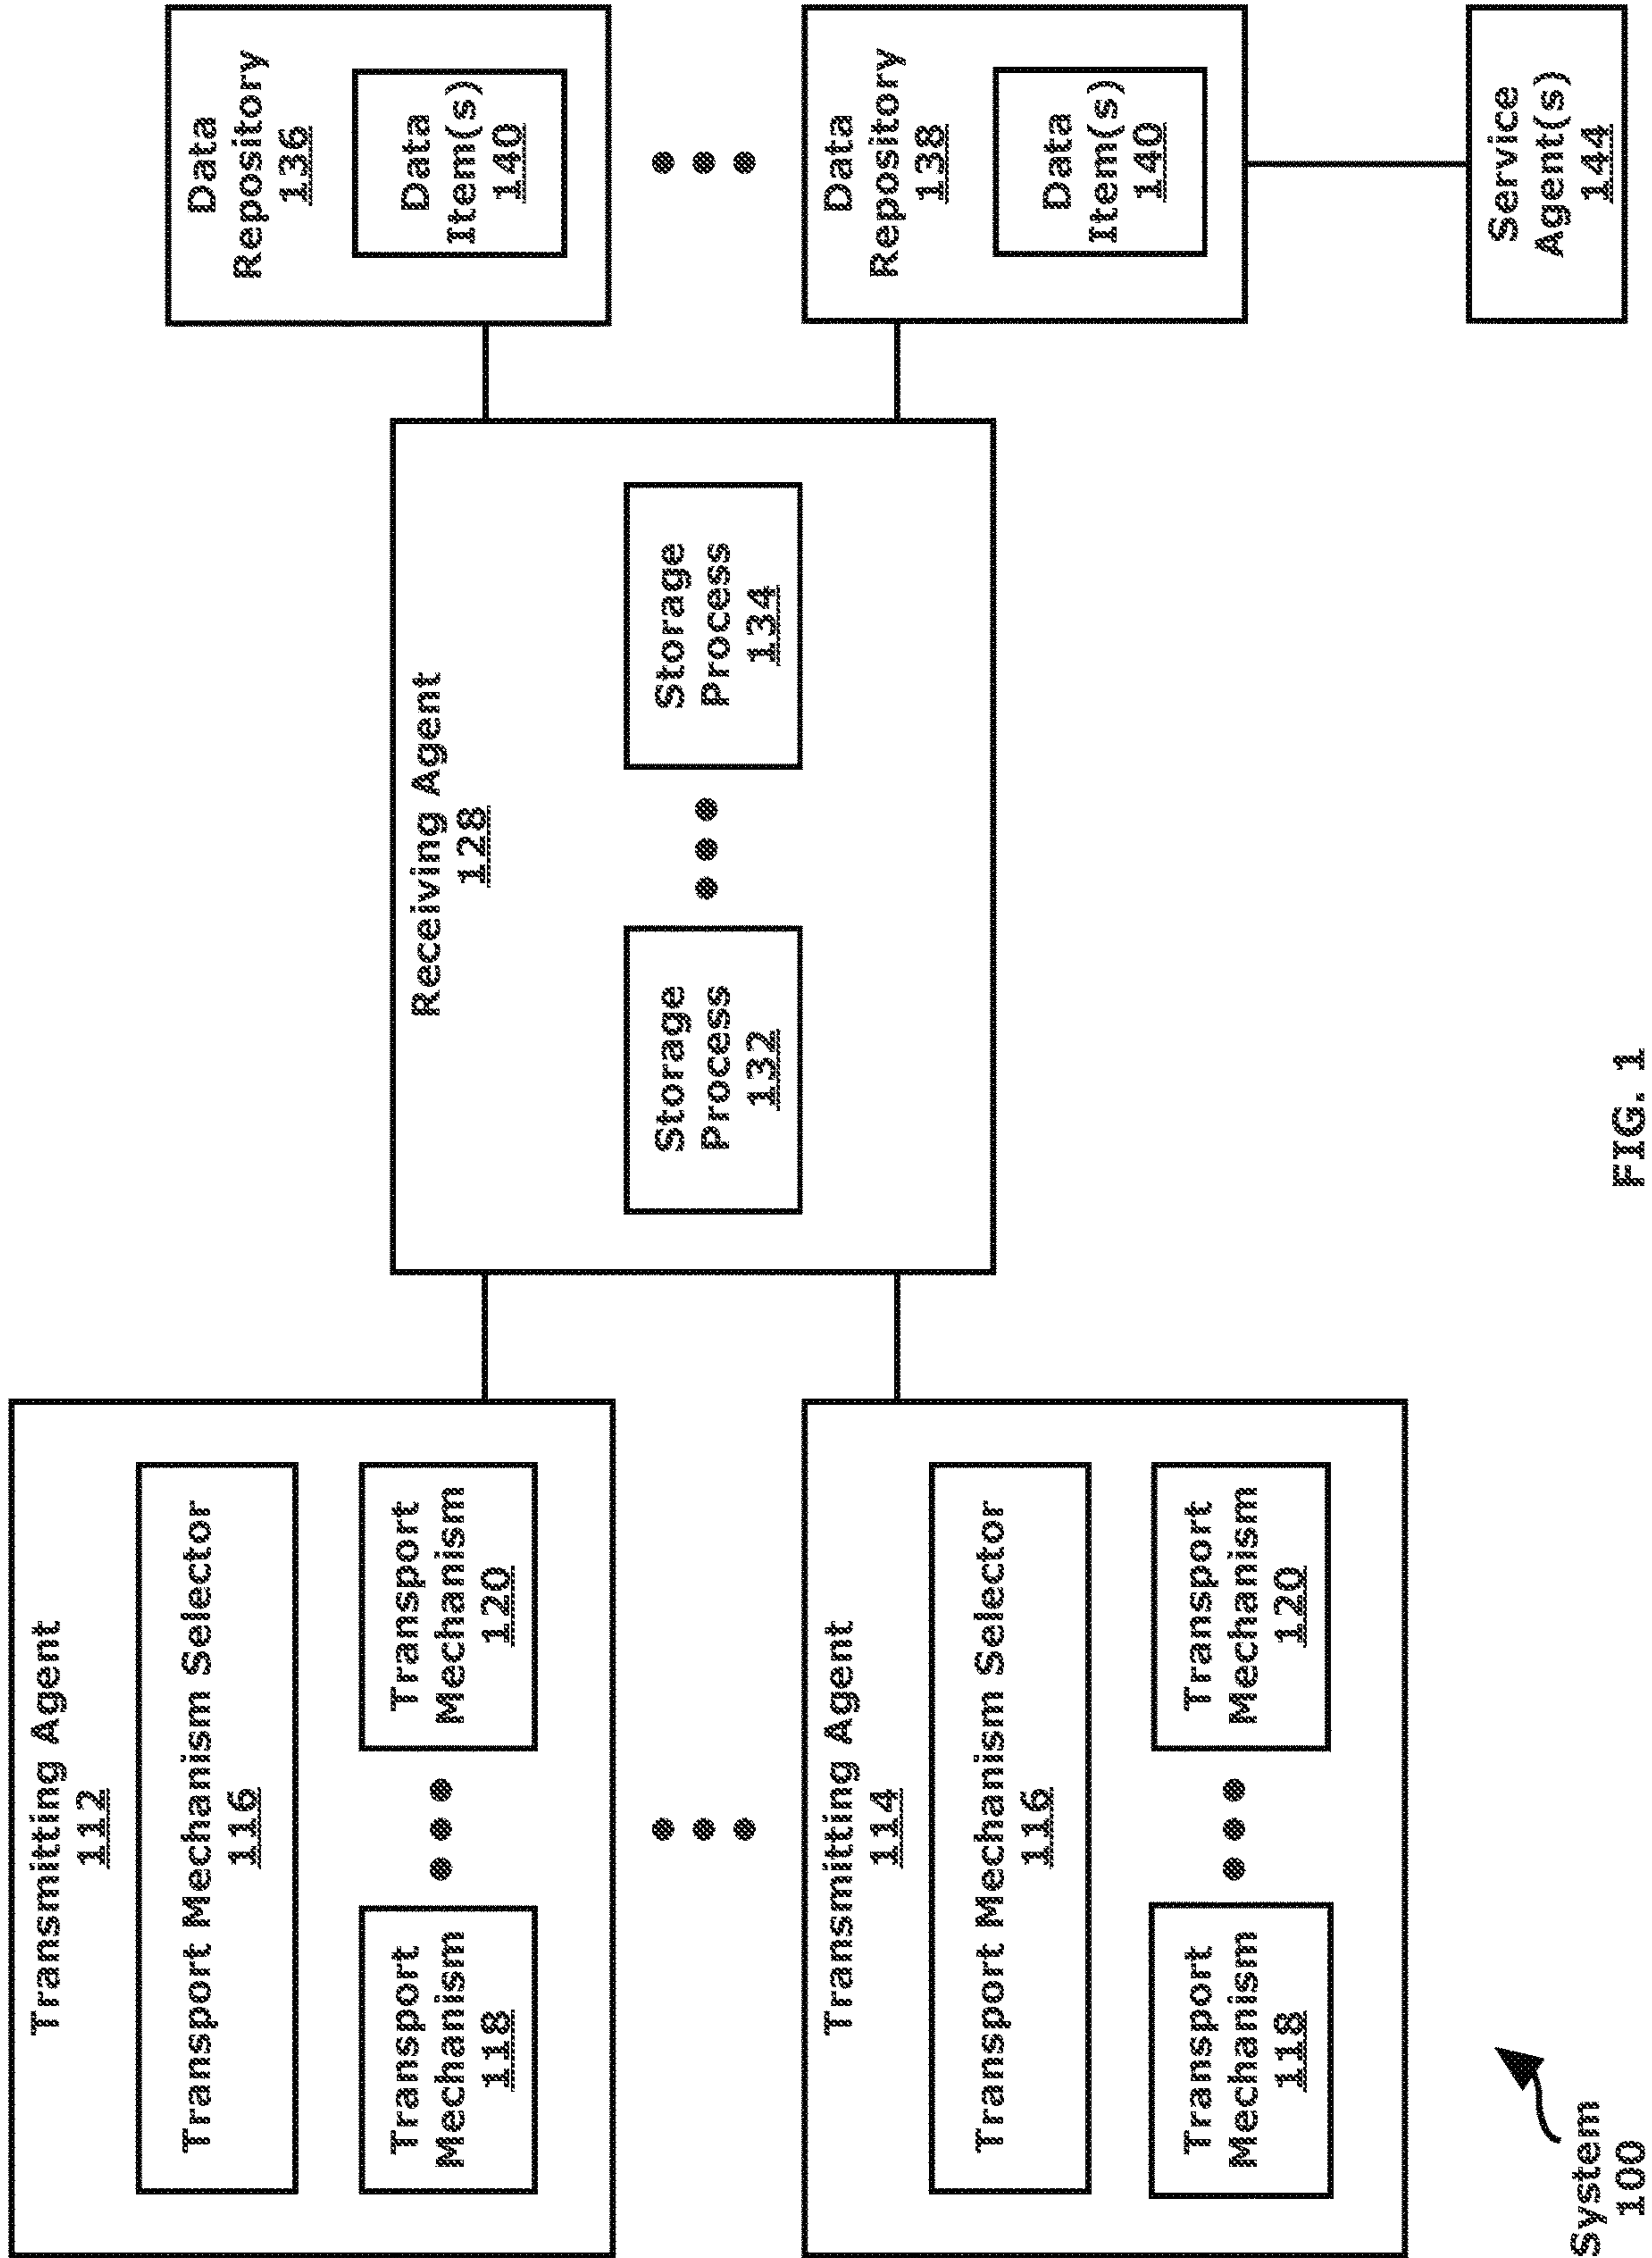 Transmitting Agent
112
Transport Mechanism Selector
116
Transport
Mechanism
118
Transport
Mechanism
120
Transmitting Agent
114
Transport Mechanism Selector
116
Transport
Mechanism
118
Transport
Mechanism
120
Receiving Agent
128
Storage
Process
132
Storage
Process
134
Data
Repository
136
Data
Item(s)
140
Data
Repository
138
Data
Item(s)
140
Service
Agent(s)
144
System
100
FIG. 1